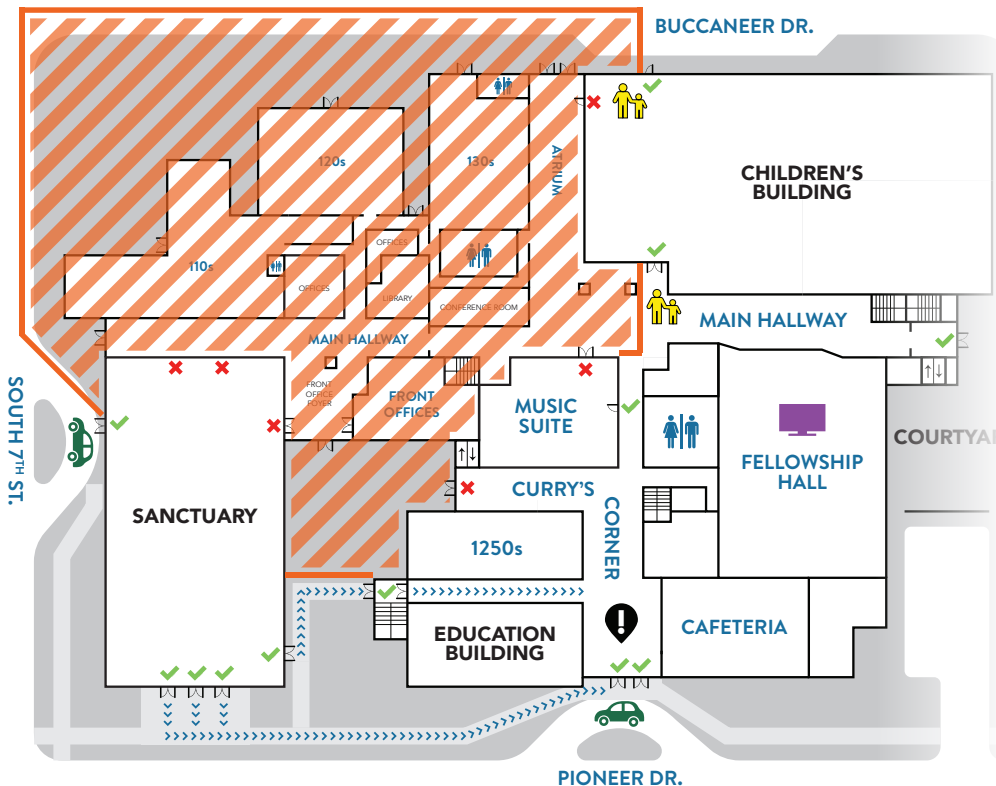 BUCCANEER DR.
120s
130s
ATRIUM
CHILDREN'S
BUILDING
OFFICES
110s
OFFICES
LIBRARY
CONFERENCE ROOM
MAIN HALLWAY
MAIN HALLWAY
FRONT
OFFICE
FOYER
FRONT
OFFICES
MUSIC
SUITE
SOUTH 7TH ST.
COURTYA
FELLOWSHIP
HALL
SANCTUARY
CURRY'S
CORNER
1250s
EDUCATION
BUILDING
CAFETERIA
PIONEER DR.